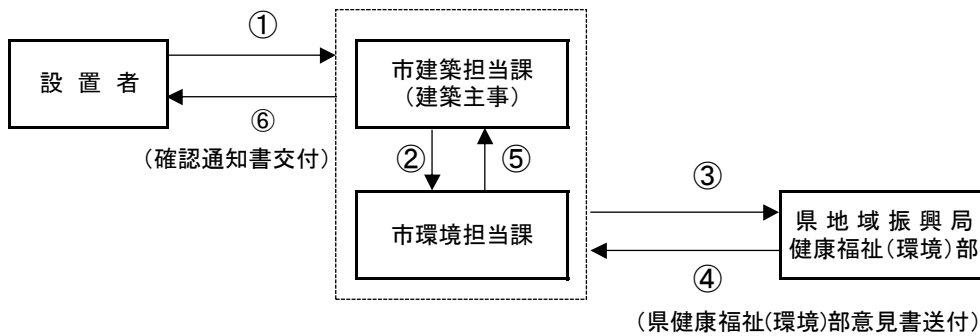 ①
設置者
市建築担当課
(建築主事)
⑥
(確認通知書交付)
②
⑤
③
市環境担当課
県地域振興局
健康福祉(環境)部
④
(県健康福祉(環境)部意見書送付)